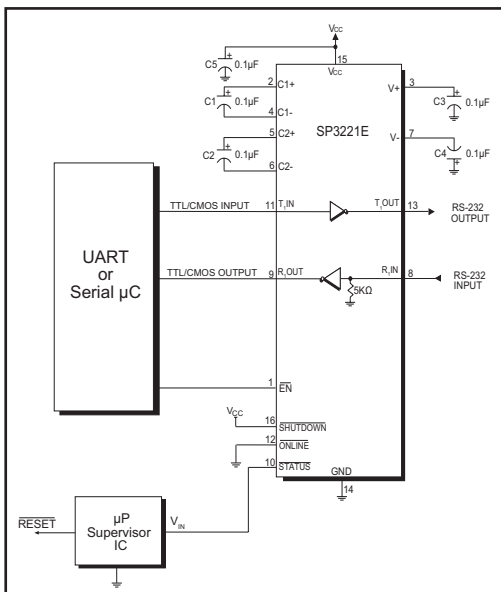 VCC
15
VCC
C5
+
0.1µF
2
C1+
V+
3
C1
+
0.1µF
C3
+
0.1µF
4
C1-
SP3221E
5
C2+
V-
7
C2
+
0.1µF
C4
+
0.1µF
6
C2-
TTL/CMOS INPUT
11
T1IN
T1OUT
13
RS-232
OUTPUT
UART
or
Serial µC
TTL/CMOS OUTPUT
9
R1OUT
R1IN
8
RS-232
INPUT
5KΩ
1
EN
VCC
16
SHUTDOWN
12
ONLINE
10
STATUS
GND
14
RESET
µP
Supervisor
IC
VIN